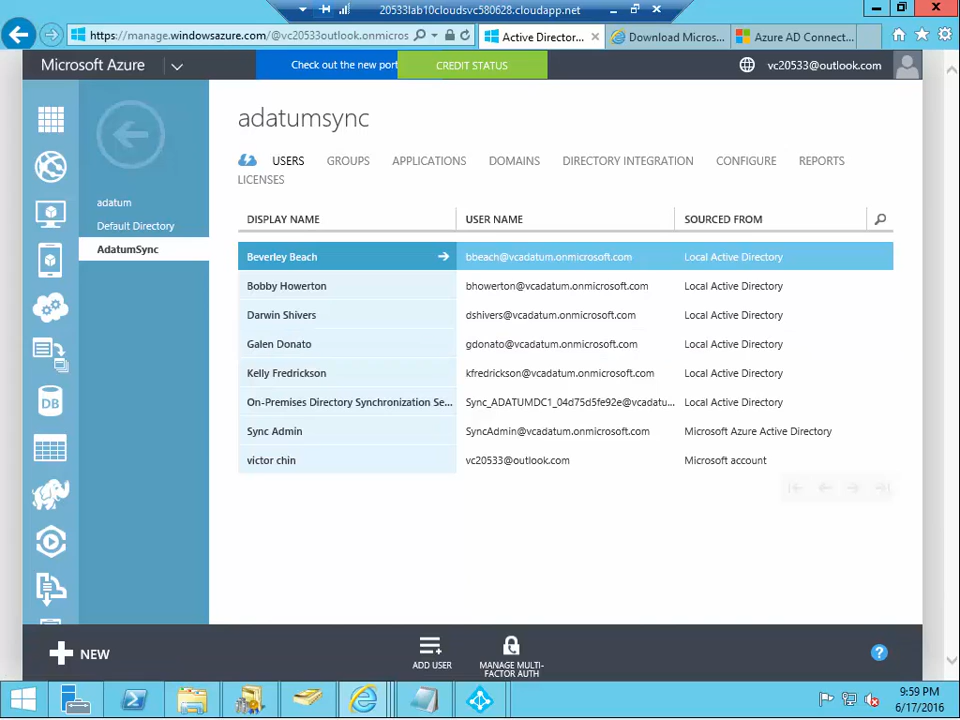 20533lab10cloudsvc580628.cloudapp.net
https://manage.windowsazure.com/@vc20533outlook.onmicros
Active Director...
Download Micros...
Azure AD Connect...
Microsoft Azure
Check out the new port
CREDIT STATUS
vc20533@outlook.com
adatumsync
USERS GROUPS APPLICATIONS DOMAINS DIRECTORY INTEGRATION CONFIGURE REPORTS
LICENSES
adatum
Default Directory
AdatumSync
DISPLAY NAME USER NAME SOURCED FROM
Beverley Beach bbeach@vcadatum.onmicrosoft.com Local Active Directory
Bobby Howerton bhowerton@vcadatum.onmicrosoft.com Local Active Directory
Darwin Shivers dshivers@vcadatum.onmicrosoft.com Local Active Directory
Galen Donato gdonato@vcadatum.onmicrosoft.com Local Active Directory
Kelly Fredrickson kfredrickson@vcadatum.onmicrosoft.com Local Active Directory
On-Premises Directory Synchronization Se... Sync_ADATUMDC1_04d75d5fe92e@vcadatu... Local Active Directory
Sync Admin SyncAdmin@vcadatum.onmicrosoft.com Microsoft Azure Active Directory
victor chin vc20533@outlook.com Microsoft account
DB
NEW
ADD USER
MANAGE MULTI-
FACTOR AUTH
?
9:59 PM
6/17/2016